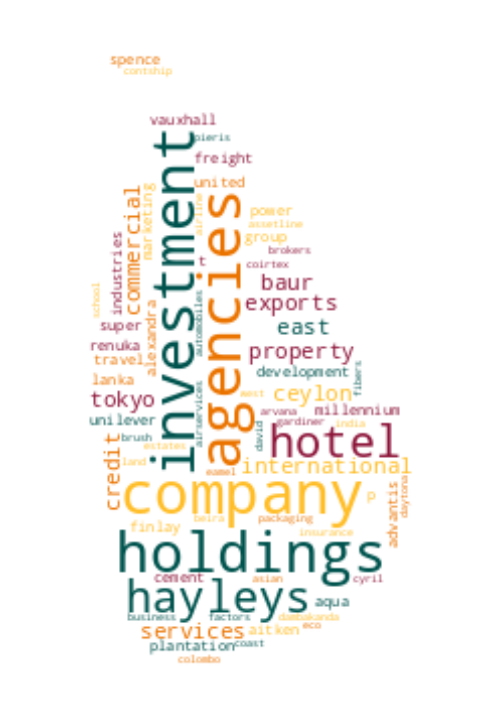 spence
contship
vauxhall
pieris
freight
united
investment
agencies
commercial
marketing
airline
power
assetline
group
brokers
t
coirtex
industries
school
baur
exports
super
alexandra
automobiles
east
renuka
property
travel
development
fibers
lanka
tokyo
airservices
west
ceylon
arvana
millennium
unilever
gardiner
india
david
brush
hotel
estates
credit
land
eamel
international
company
p
advantis
daytona
finlay
beira
packaging
insurance
holdings
cement
asian
cyril
hayleys
aqua
business
factors
dambakanda
services
aitken
eco
plantation
coast
colombo